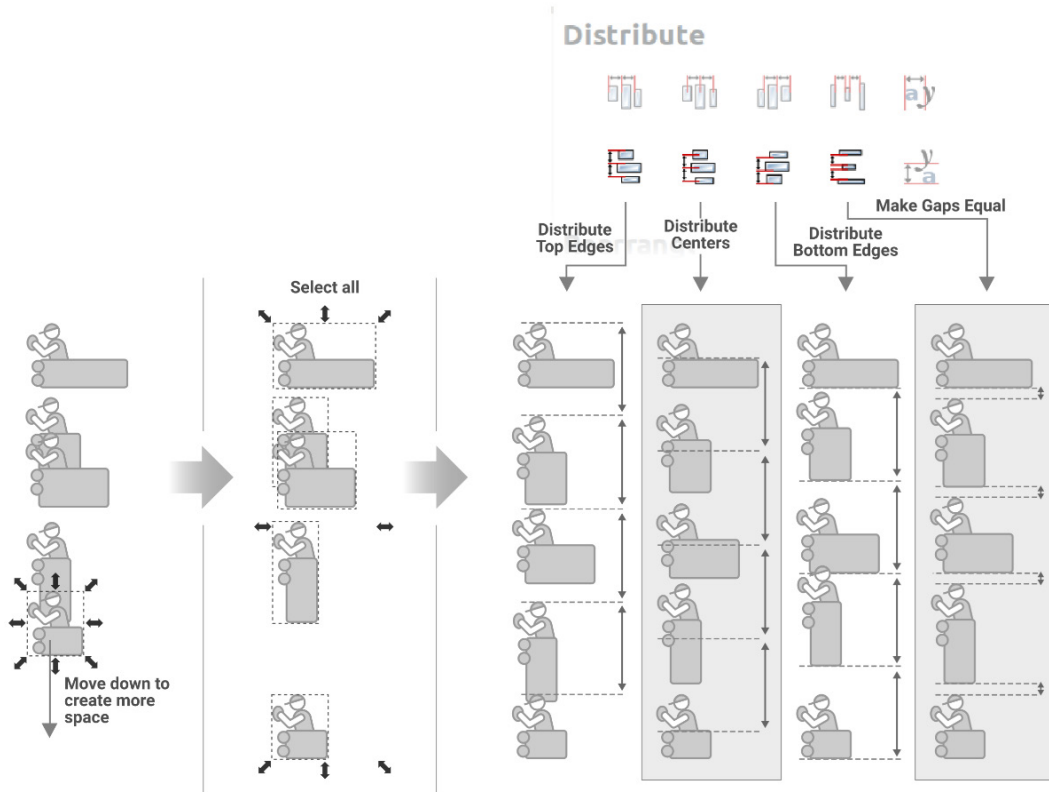 Distribute
a y
y
a
Make Gaps Equal
Distribute
Top Edges
Distribute
Centers
Distribute
Bottom Edges
Select all
Move down to
create more
space